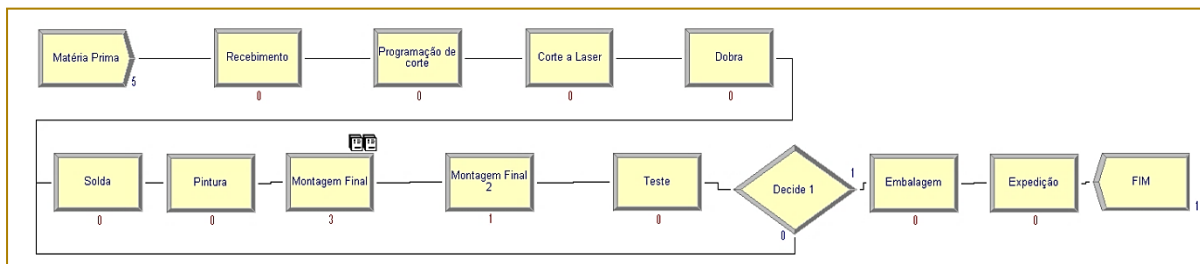 Matéria Prima
5
Recebimento
0
Programação de
corte
0
Corte a Laser
0
Dobra
0
Solda
0
Pintura
0
Montagem Final
3
Montagem Final
2
1
Teste
0
Decide 1
1
0
Embalagem
0
Expedição
0
FIM
1